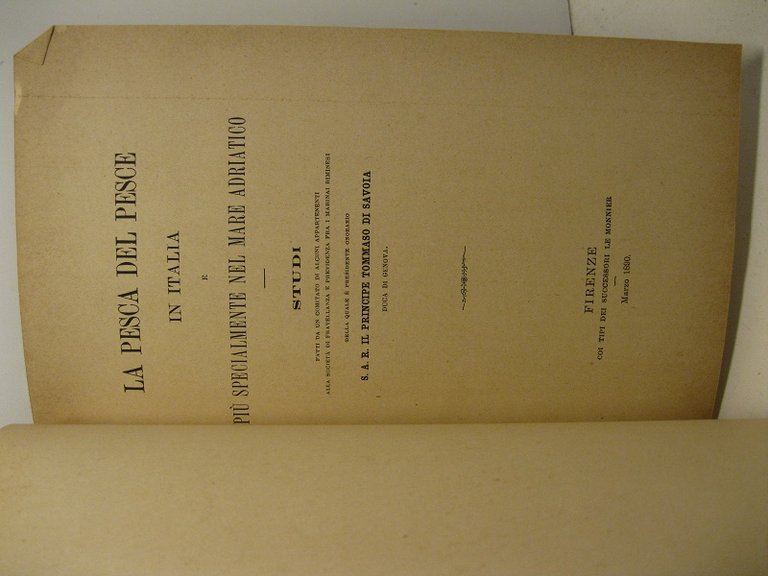 LA PESCA DEL PESCE
IN ITALIA
E
PIÙ SPECIALMENTE NEL MARE ADRIATICO
STUDI
FATTI DA UN COMITATO DI ALCUNI APPARTENENTI
ALLA SOCIETÀ DI FRATELLANZA E PREVIDENZA FRA I MARINAI RIMINESI
DELLA QUALE È PRESIDENTE ONORARIO
S. A. R. IL PRINCIPE TOMMASO DI SAVOIA
DUCA DI GENOVA.
FIRENZE
COI TIPI DEI SUCCESSORI LE MONNIER
Marzo 1880.